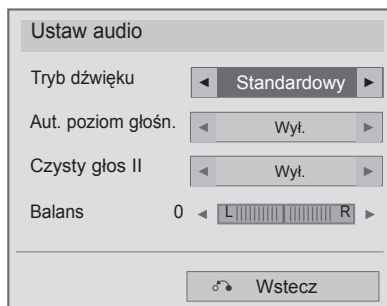 Ustaw audio
Tryb dźwięku ◄ Standardowy ►
Aut. poziom głośn. ◄ Wył. ►
Czysty głos II ◄ Wył. ►
Balans 0 ◄ L R ►
Wstecz